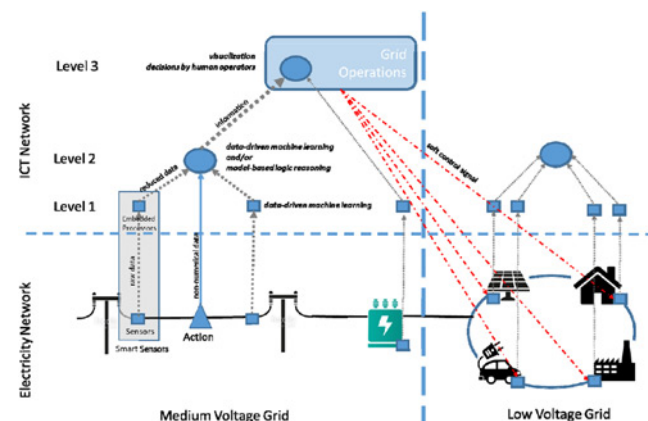 Level 3
visualization
decisions by human operators
Grid
Operations
ICT Network
information
soft control signal
Level 2
data-driven machine learning
and/or
model-based logic reasoning
reduced data
Level 1
data-driven machine learning
Embedded
Processors
raw data
non-numerical data
Electricity Network
Sensors
Smart Sensors
Action
Medium Voltage Grid
Low Voltage Grid